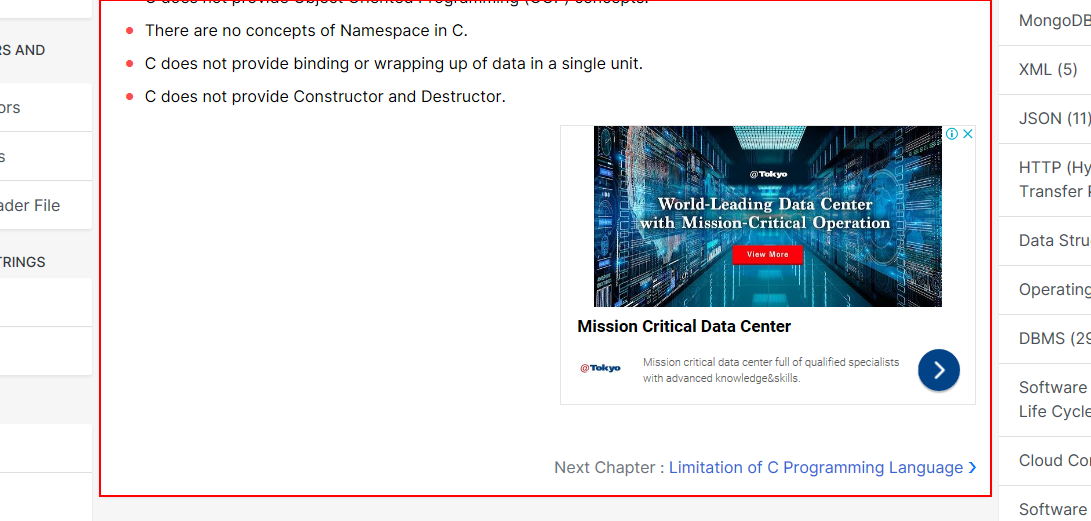 C does not provide Object Oriented Programming (OOP) concepts.
There are no concepts of Namespace in C.
C does not provide binding or wrapping up of data in a single unit.
C does not provide Constructor and Destructor.
@Tokyo
World-Leading Data Center
with Mission-Critical Operation
View More
Mission Critical Data Center
@Tokyo
Mission critical data center full of qualified specialists
with advanced knowledge&skills.
Next Chapter : Limitation of C Programming Language ›
RS AND
ors
s
ader File
TRINGS
MongoDB
XML (5)
JSON (11)
HTTP (Hy
Transfer P
Data Stru
Operating
DBMS (29
Software
Life Cycle
Cloud Co
Software